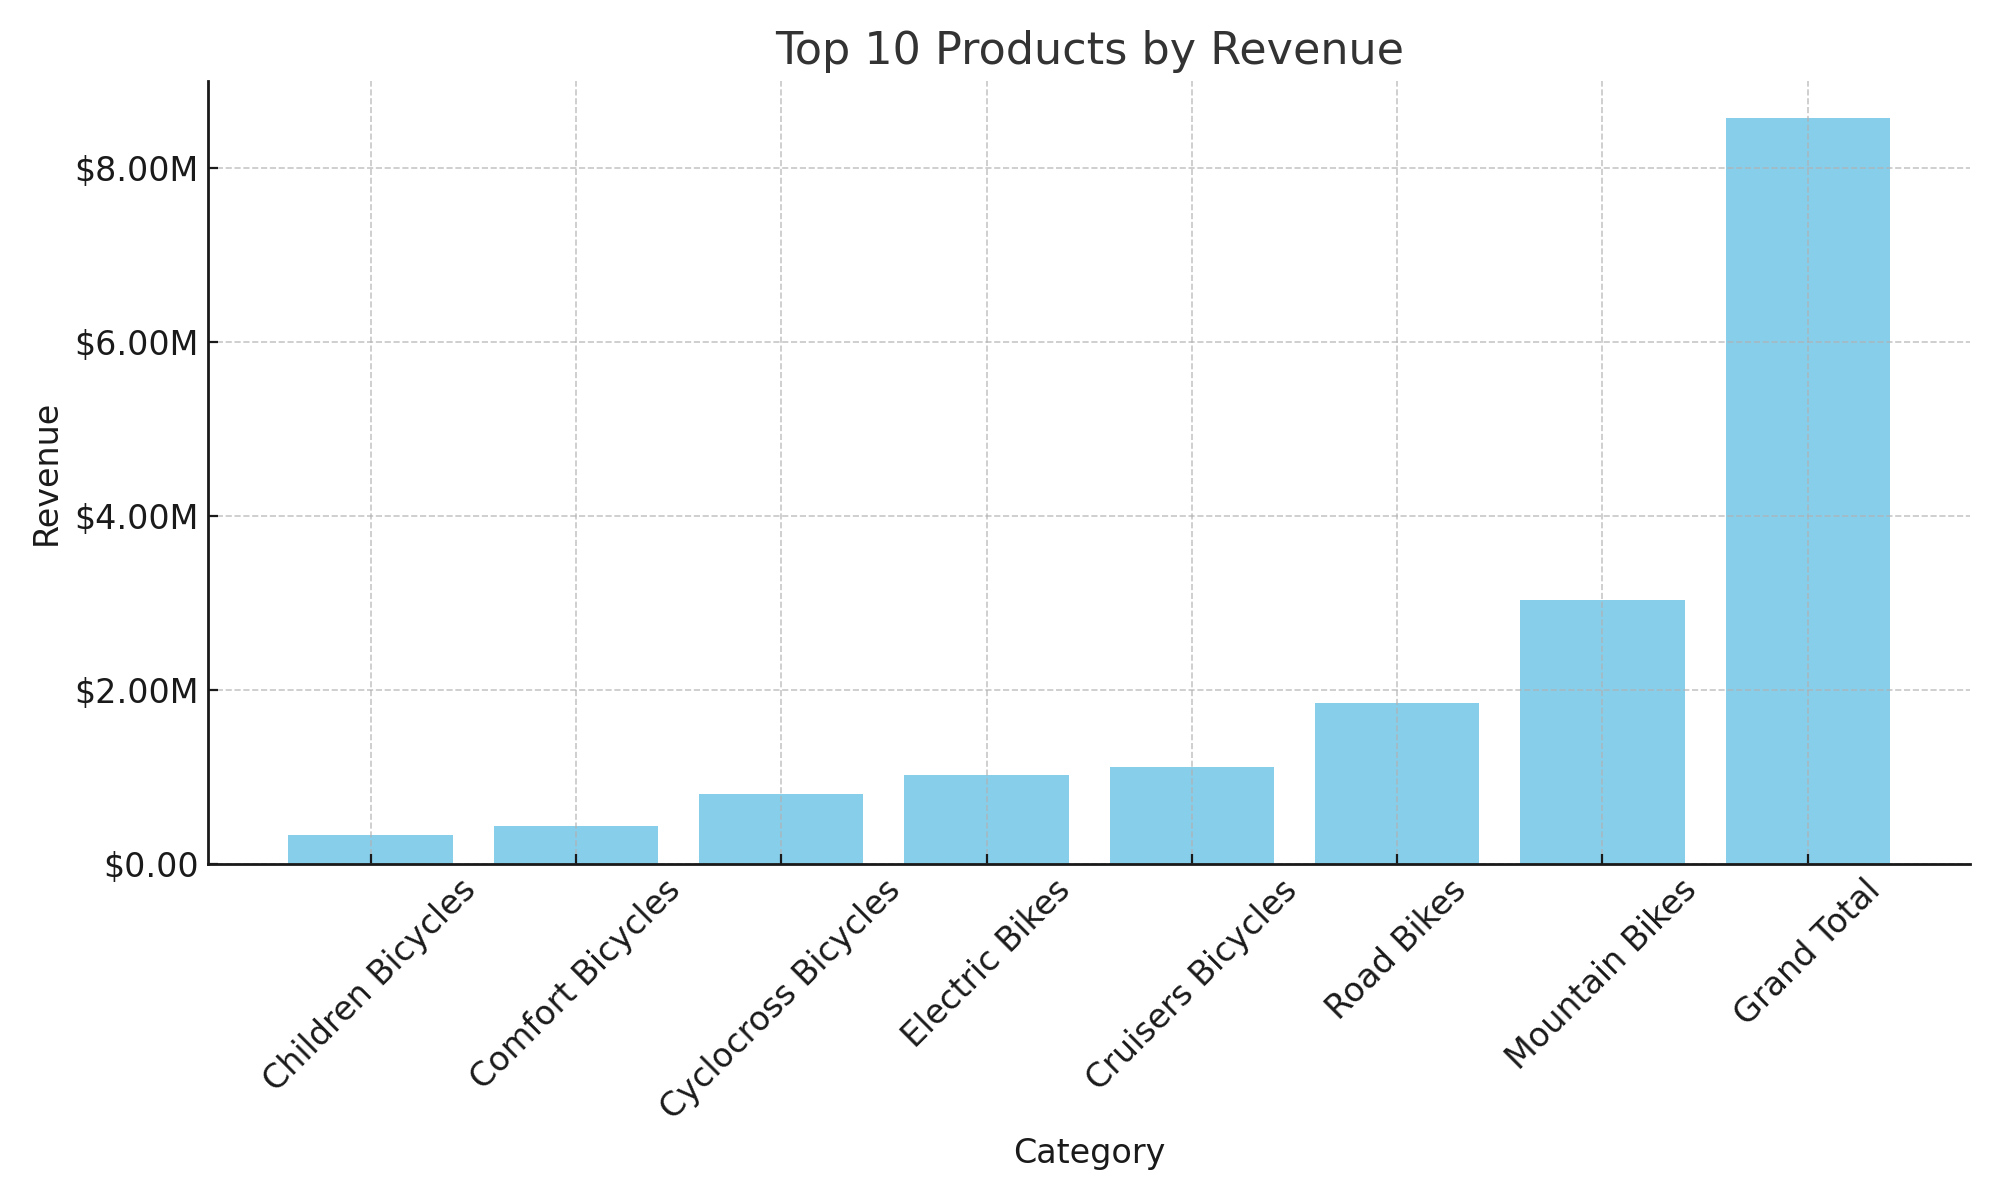 Top 10 Products by Revenue
Revenue
$8.00M
$6.00M
$4.00M
$2.00M
$0.00
Children Bicycles
Comfort Bicycles
Cyclocross Bicycles
Electric Bikes
Cruisers Bicycles
Road Bikes
Mountain Bikes
Grand Total
Category